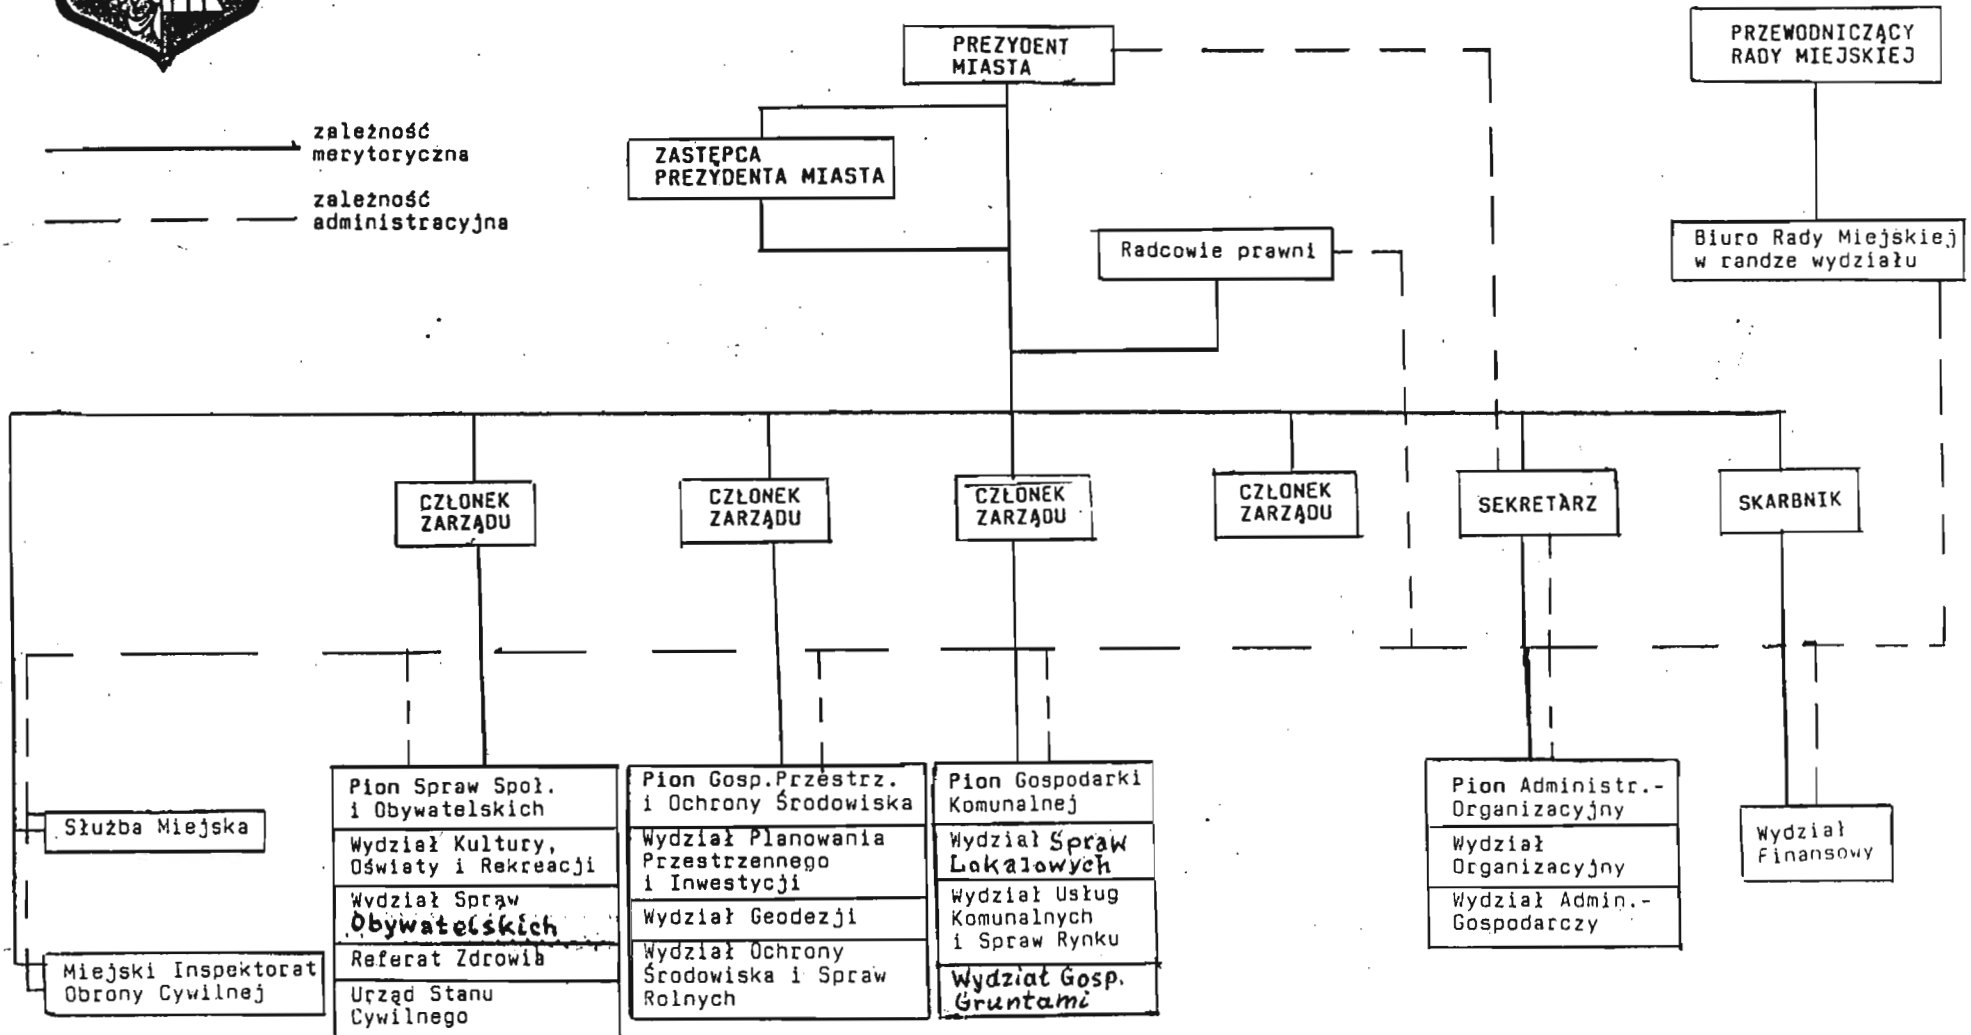 PREZYDENT
MIASTA
PRZEWODNICZĄCY
RADY MIEJSKIEJ
zależność
merytoryczna
zależność
administracyjna
ZASTĘPCA
PREZYDENTA MIASTA
Radcowie prawni
Biuro Rady Miejskiej
w randze wydziału
CZŁONEK
ZARZĄDU
CZŁONEK
ZARZĄDU
CZŁONEK
ZARZĄDU
CZŁONEK
ZARZĄDU
SEKRETARZ
SKARBNIK
Służba Miejska
Miejski Inspektorat
Obrony Cywilnej
Pion Spraw Społ.
i Obywatelskich
Wydział Kultury,
Oświaty i Rekreacji
Wydział Spraw
Obywatelskich
Referat Zdrowia
Urząd Stanu
Cywilnego
Pion Gosp.Przestrz.
i Ochrony Środowiska
Wydział Planowania
Przestrzennego
i Inwestycji
Wydział Geodezji
Wydział Ochrony
Środowiska i Spraw
Rolnych
Pion Gospodarki
Komunalnej
Wydział Spraw
Lokalowych
Wydział Usług
Komunalnych
i Spraw Rynku
Wydział Gosp.
Gruntami
Pion Administr.-
Organizacyjny
Wydział
Organizacyjny
Wydział Admin.-
Gospodarczy
Wydział
Finansowy